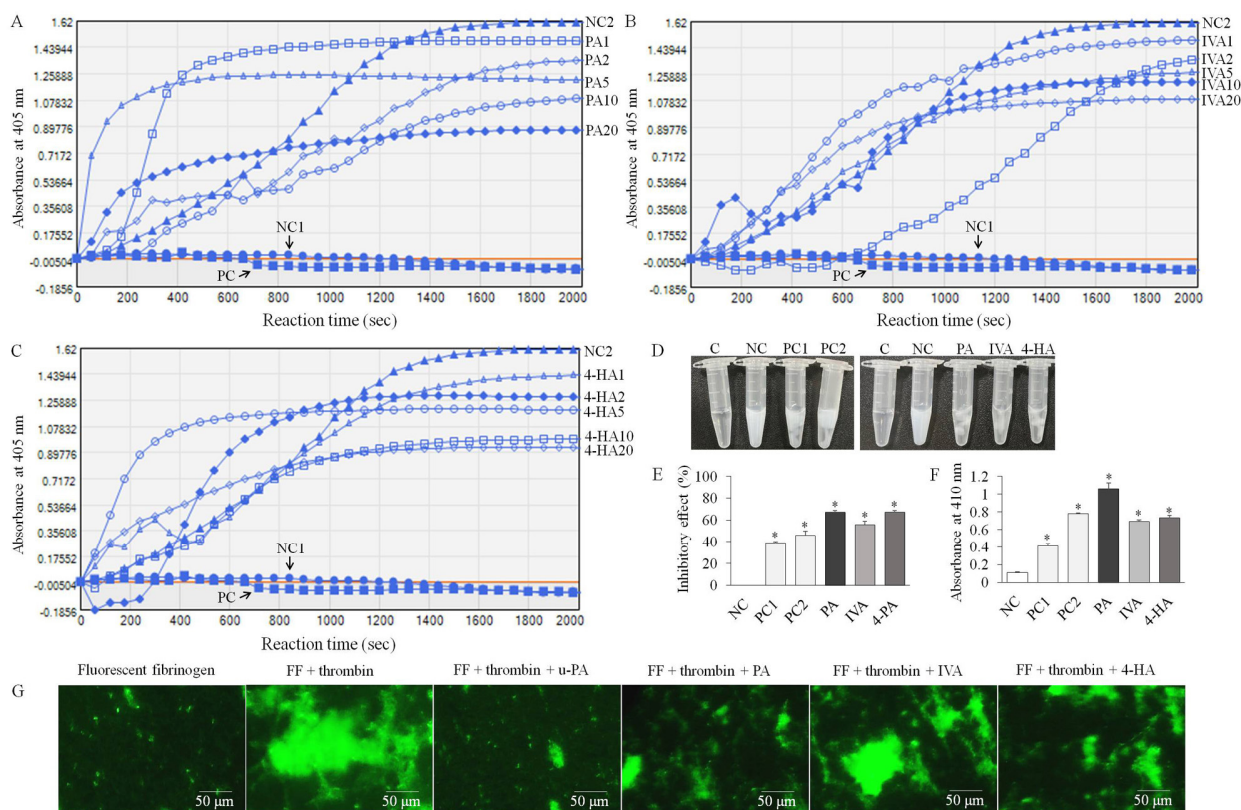 A
1.62
1.43944
1.25888
1.07832
0.89776
0.7172
0.53664
0.35608
0.17552
-0.00504
-0.1856
Absorbance at 405 nm
0 200 400 600 800 1000 1200 1400 1600 1800 2000
Reaction time (sec)
NC2
PA1
PA2
PA5
PA10
PA20
NC1
PC
B
1.62
1.43944
1.25888
1.07832
0.89776
0.7172
0.53664
0.35608
0.17552
-0.00504
-0.1856
Absorbance at 405 nm
0 200 400 600 800 1000 1200 1400 1600 1800 2000
Reaction time (sec)
NC2
IVA1
IVA2
IVA5
IVA10
IVA20
NC1
PC
C
1.62
1.43944
1.25888
1.07832
0.89776
0.7172
0.53664
0.35608
0.17552
-0.00504
-0.1856
Absorbance at 405 nm
0 200 400 600 800 1000 1200 1400 1600 1800 2000
Reaction time (sec)
NC2
4-HA1
4-HA2
4-HA5
4-HA10
4-HA20
NC1
PC
D
C NC PC1 PC2
C NC PA IVA 4-HA
E
Inhibitory effect (%)
100
80
60
40
20
0
* * * * *
NC PC1 PC2 PA IVA 4-PA
F
Absorbance at 410 nm
1.2
1
0.8
0.6
0.4
0.2
0
* * * * *
NC PC1 PC2 PA IVA 4-HA
G
Fluorescent fibrinogen
FF + thrombin
FF + thrombin + u-PA
FF + thrombin + PA
FF + thrombin + IVA
FF + thrombin + 4-HA
50 µm
50 µm
50 µm
50 µm
50 µm
50 µm